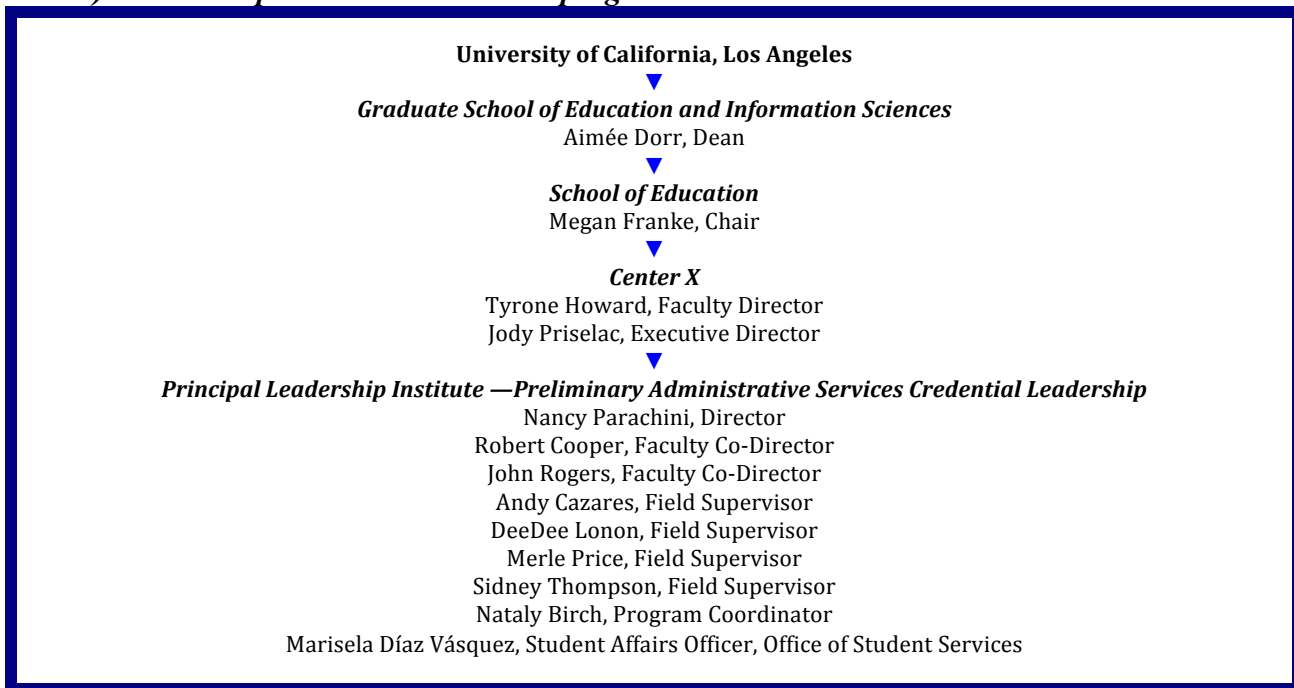 University of California, Los Angeles
Graduate School of Education and Information Sciences
Aimée Dorr, Dean
School of Education
Megan Franke, Chair
Center X
Tyrone Howard, Faculty Director
Jody Priselac, Executive Director
Principal Leadership Institute —Preliminary Administrative Services Credential Leadership
Nancy Parachini, Director
Robert Cooper, Faculty Co-Director
John Rogers, Faculty Co-Director
Andy Cazares, Field Supervisor
DeeDee Lonon, Field Supervisor
Merle Price, Field Supervisor
Sidney Thompson, Field Supervisor
Nataly Birch, Program Coordinator
Marisela Díaz Vásquez, Student Affairs Officer, Office of Student Services